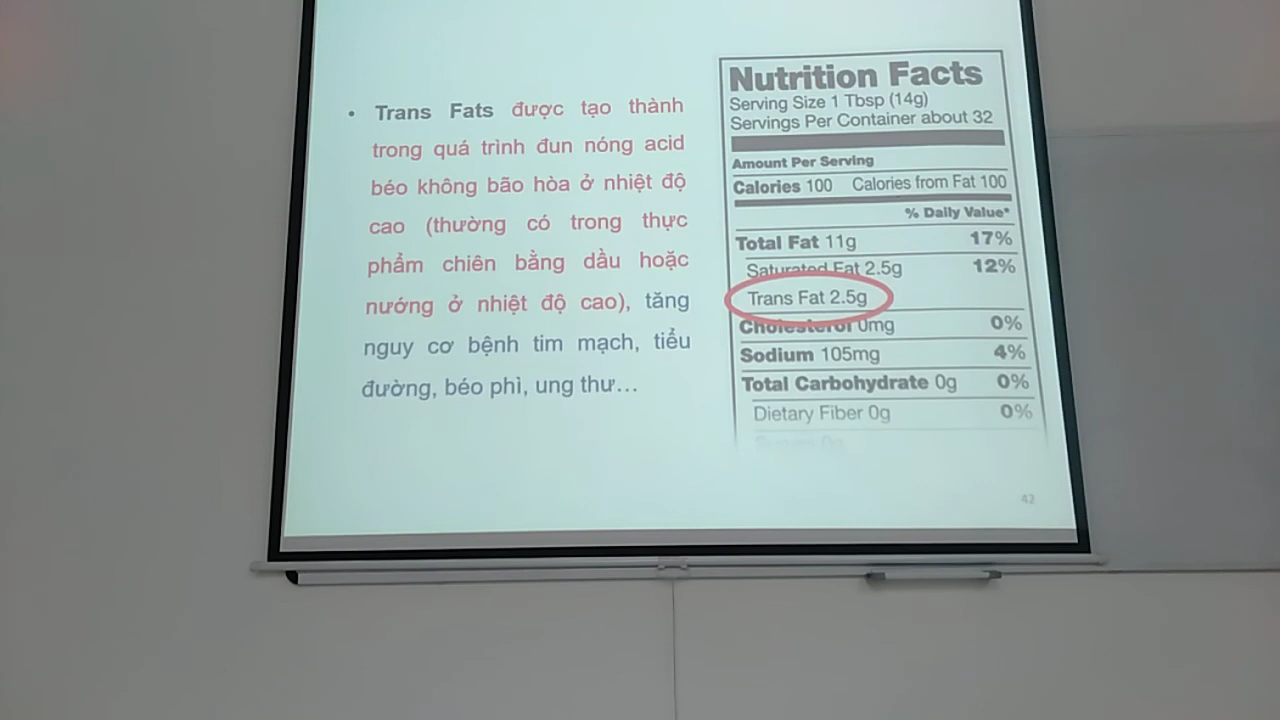 • Trans Fats được tạo thành
trong quá trình đun nóng acid
béo không bão hòa ở nhiệt độ
cao (thường có trong thực
phẩm chiên bằng dầu hoặc
nướng ở nhiệt độ cao), tăng
nguy cơ bệnh tim mạch, tiểu
đường, béo phì, ung thư...
Nutrition Facts
Serving Size 1 Tbsp (14g)
Servings Per Container about 32
Amount Per Serving
Calories 100 Calories from Fat 100
% Daily Value*
Total Fat 11g 17%
Saturated Fat 2.5g 12%
Trans Fat 2.5g
Cholesterol 0mg 0%
Sodium 105mg 4%
Total Carbohydrate 0g 0%
Dietary Fiber 0g 0%
42